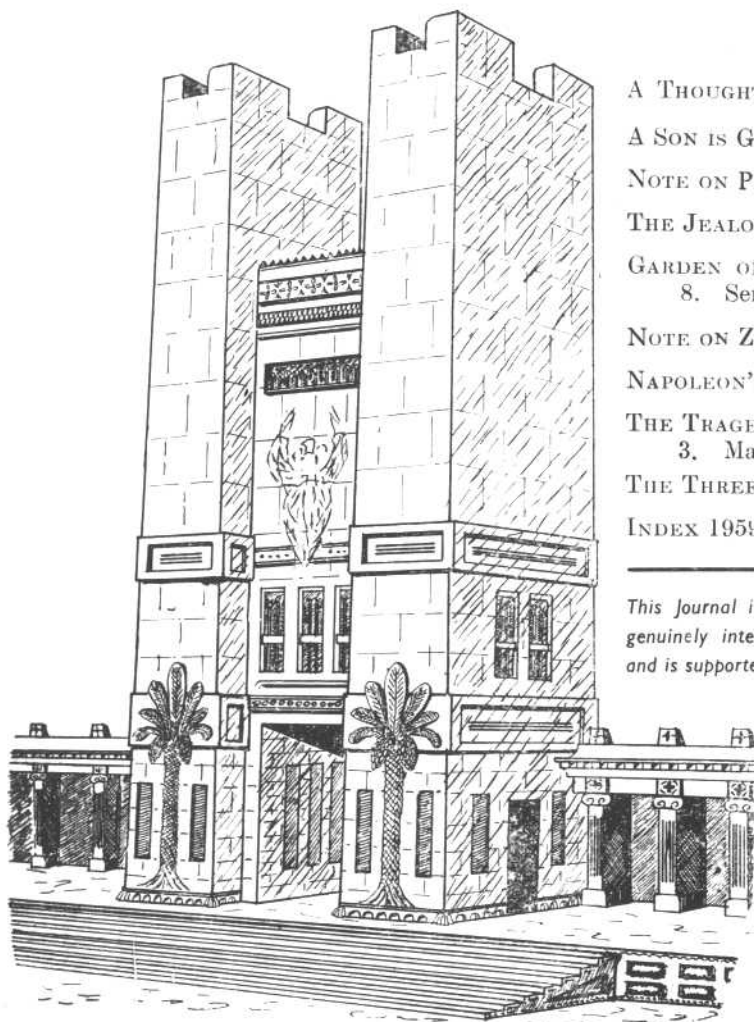 A THOUGHT
A SON IS G
NOTE ON P
THE JEALO
GARDEN O
8. Se
NOTE ON Z
NAPOLEON'
THE TRAGE
3. Ma
THE THREE
INDEX 1959
This Journal i
genuinely inte
and is supporte